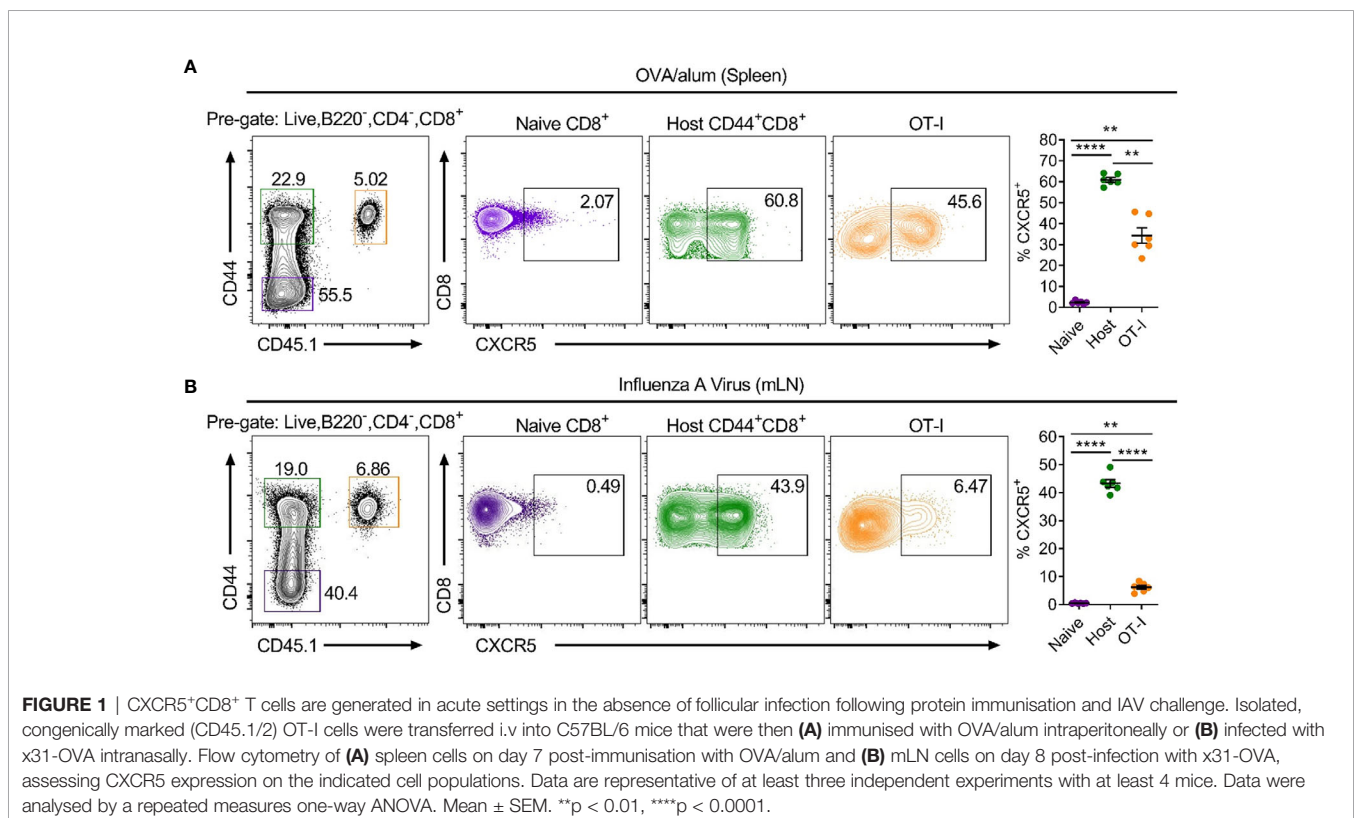 A
OVA/alum (Spleen)
Pre-gate: Live,B220⁻,CD4⁻,CD8⁺
Naive CD8⁺
Host CD44⁺CD8⁺
OT-I
22.9
5.02
55.5
CD44
CD45.1
CD8
2.07
60.8
45.6
CXCR5
% CXCR5⁺
80
70
60
50
40
30
20
10
0
**
****
**
Naive
Host
OT-I
B
Influenza A Virus (mLN)
Pre-gate: Live,B220⁻,CD4⁻,CD8⁺
Naive CD8⁺
Host CD44⁺CD8⁺
OT-I
19.0
6.86
40.4
CD44
CD45.1
CD8
0.49
43.9
6.47
CXCR5
% CXCR5⁺
60
50
40
30
20
10
0
**
****
****
Naive
Host
OT-I
FIGURE 1 | CXCR5⁺CD8⁺ T cells are generated in acute settings in the absence of follicular infection following protein immunisation and IAV challenge. Isolated,
congenically marked (CD45.1/2) OT-I cells were transferred i.v into C57BL/6 mice that were then (A) immunised with OVA/alum intraperitoneally or (B) infected with
x31-OVA intranasally. Flow cytometry of (A) spleen cells on day 7 post-immunisation with OVA/alum and (B) mLN cells on day 8 post-infection with x31-OVA,
assessing CXCR5 expression on the indicated cell populations. Data are representative of at least three independent experiments with at least 4 mice. Data were
analysed by a repeated measures one-way ANOVA. Mean ± SEM. **p < 0.01, ****p < 0.0001.